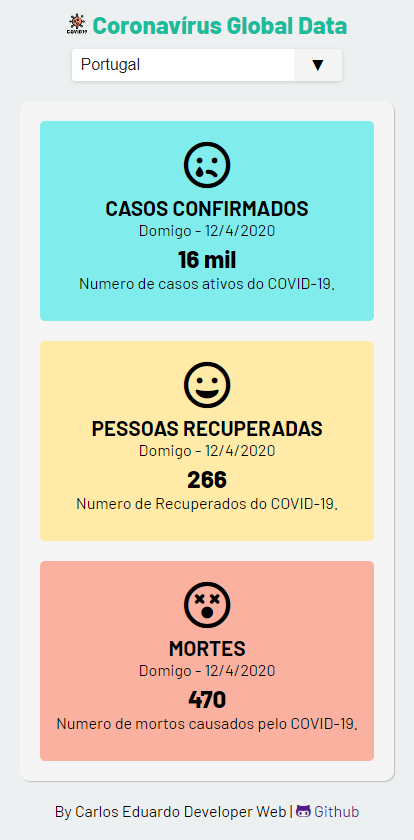 COVID19 Coronavírus Global Data
Portugal ▼
CASOS CONFIRMADOS
Domigo - 12/4/2020
16 mil
Numero de casos ativos do COVID-19.
PESSOAS RECUPERADAS
Domigo - 12/4/2020
266
Numero de Recuperados do COVID-19.
MORTES
Domigo - 12/4/2020
470
Numero de mortos causados pelo COVID-19.
By Carlos Eduardo Developer Web | Github